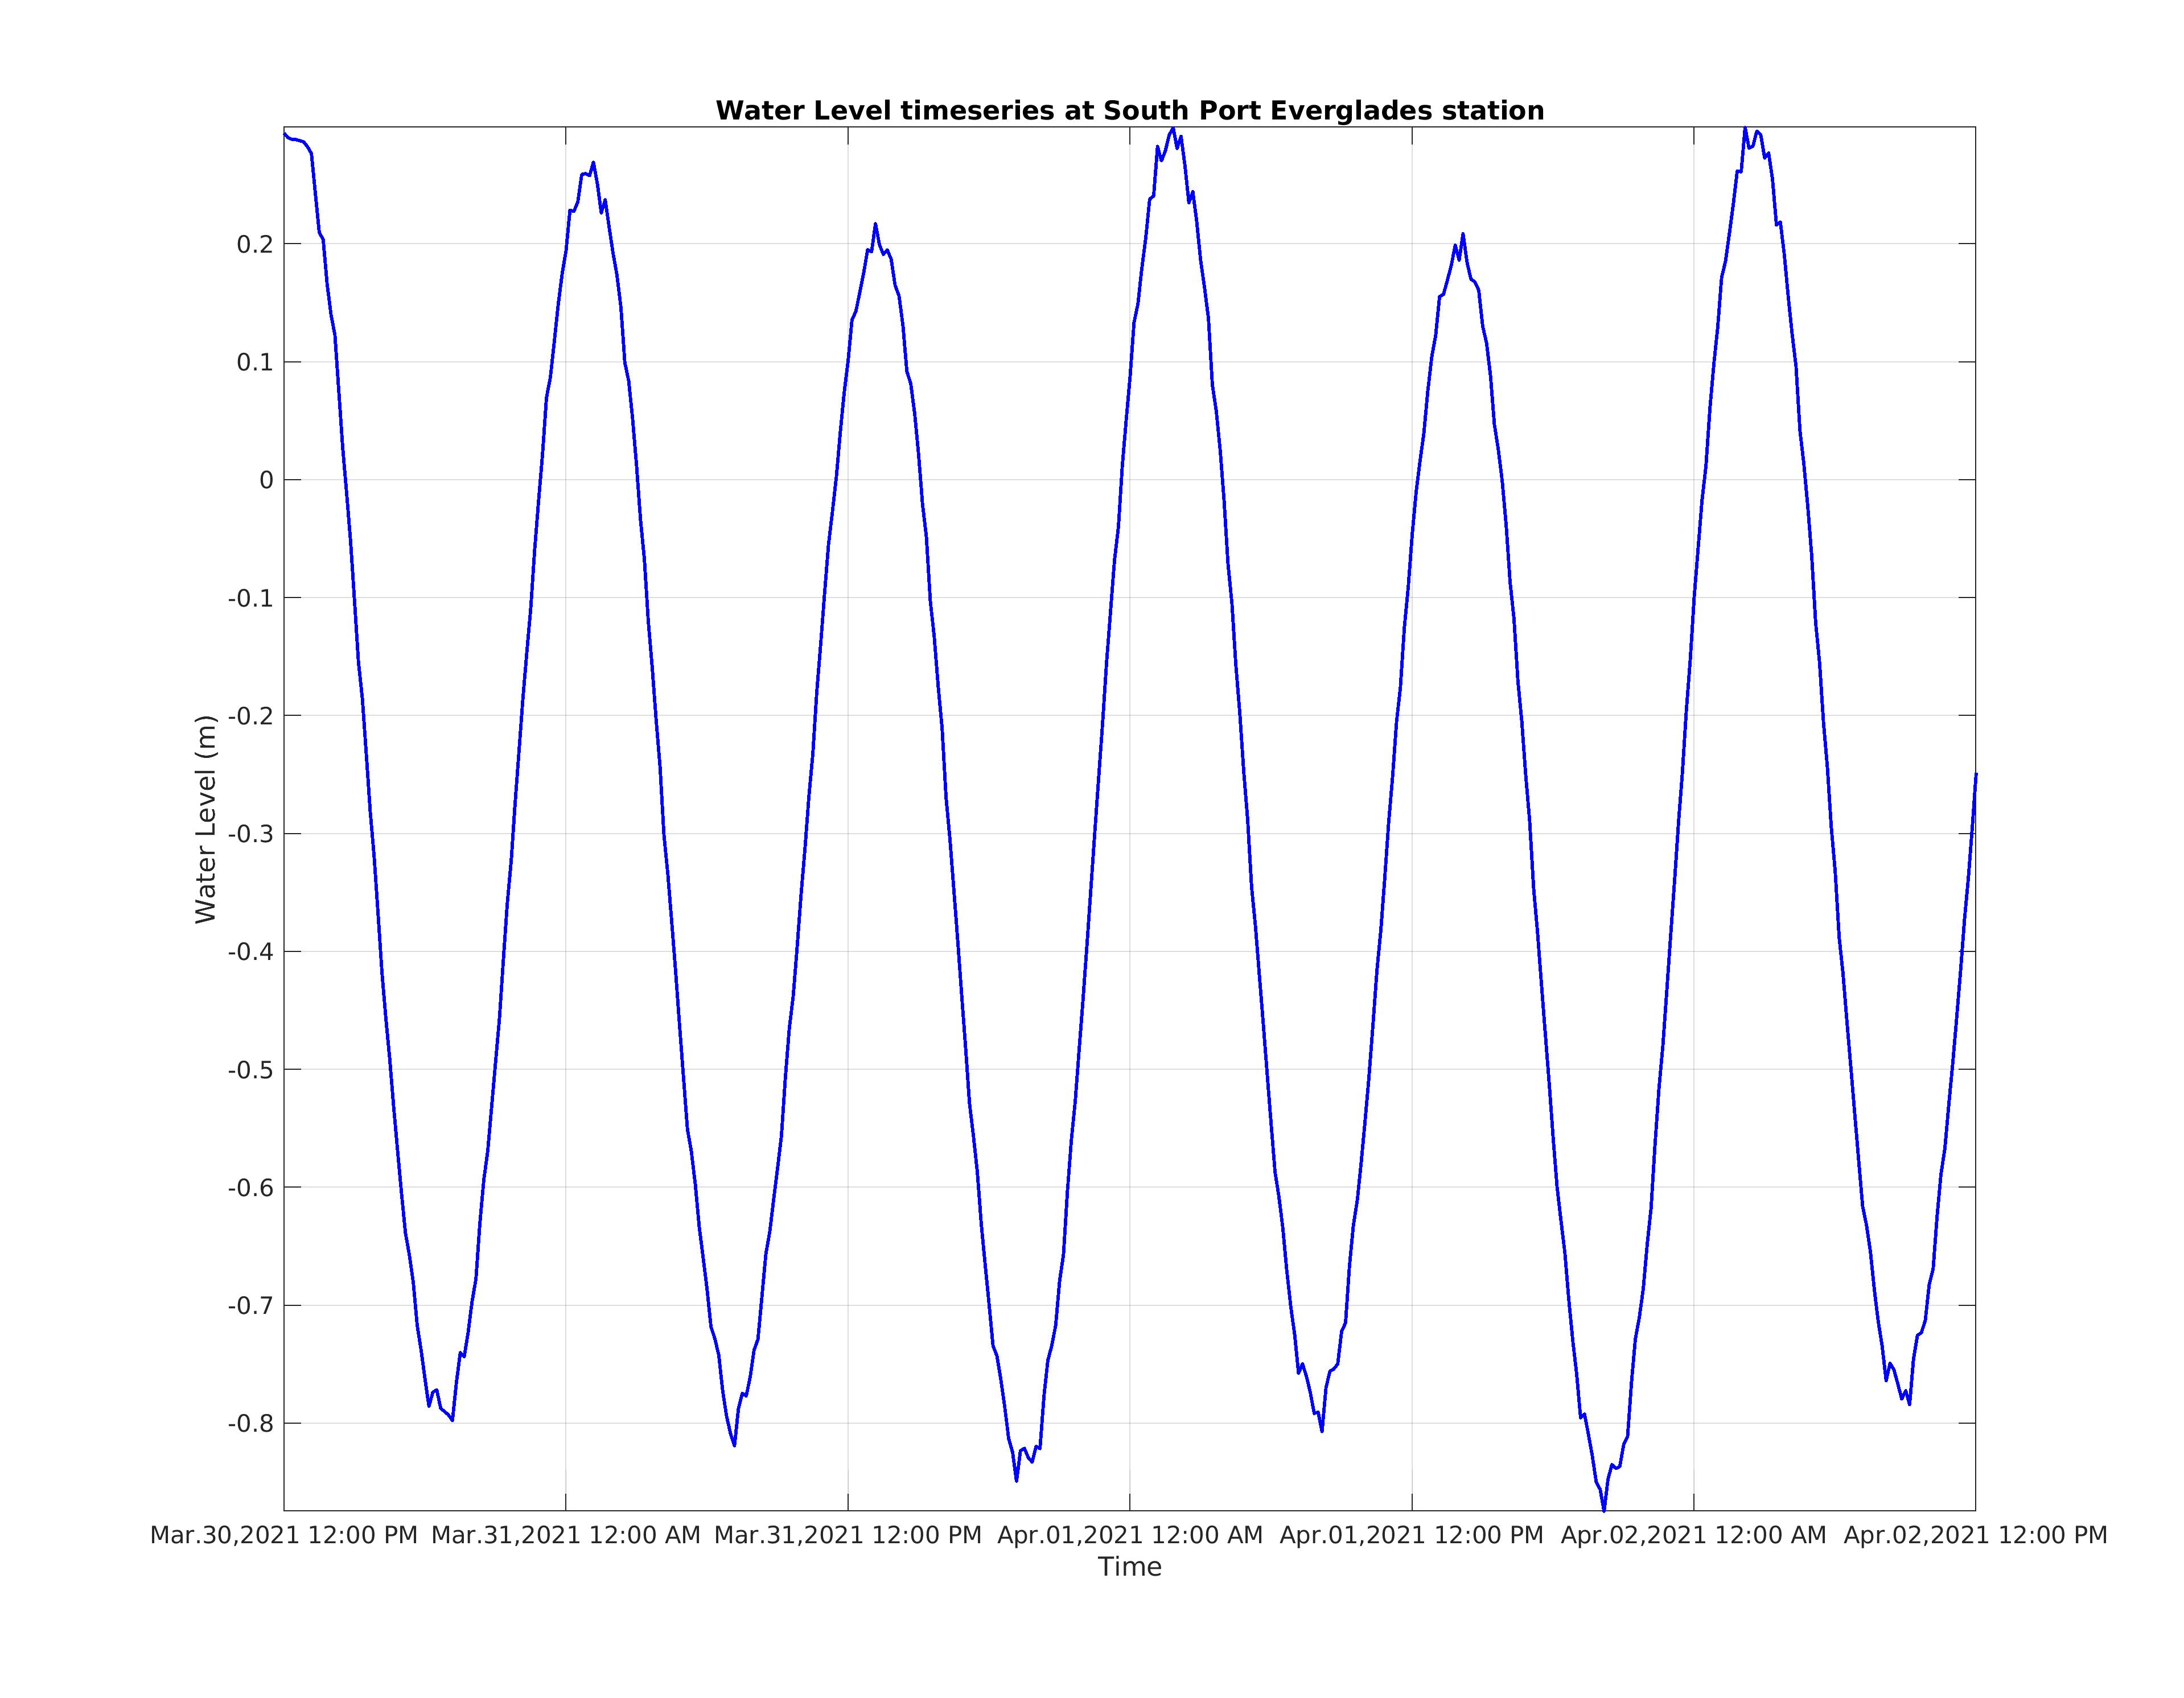 Water Level timeseries at South Port Everglades station
0.2
0.1
0
-0.1
-0.2
-0.3
-0.4
-0.5
-0.6
-0.7
-0.8
Water Level (m)
Mar.30,2021 12:00 PM Mar.31,2021 12:00 AM Mar.31,2021 12:00 PM Apr.01,2021 12:00 AM Apr.01,2021 12:00 PM Apr.02,2021 12:00 AM Apr.02,2021 12:00 PM
Time